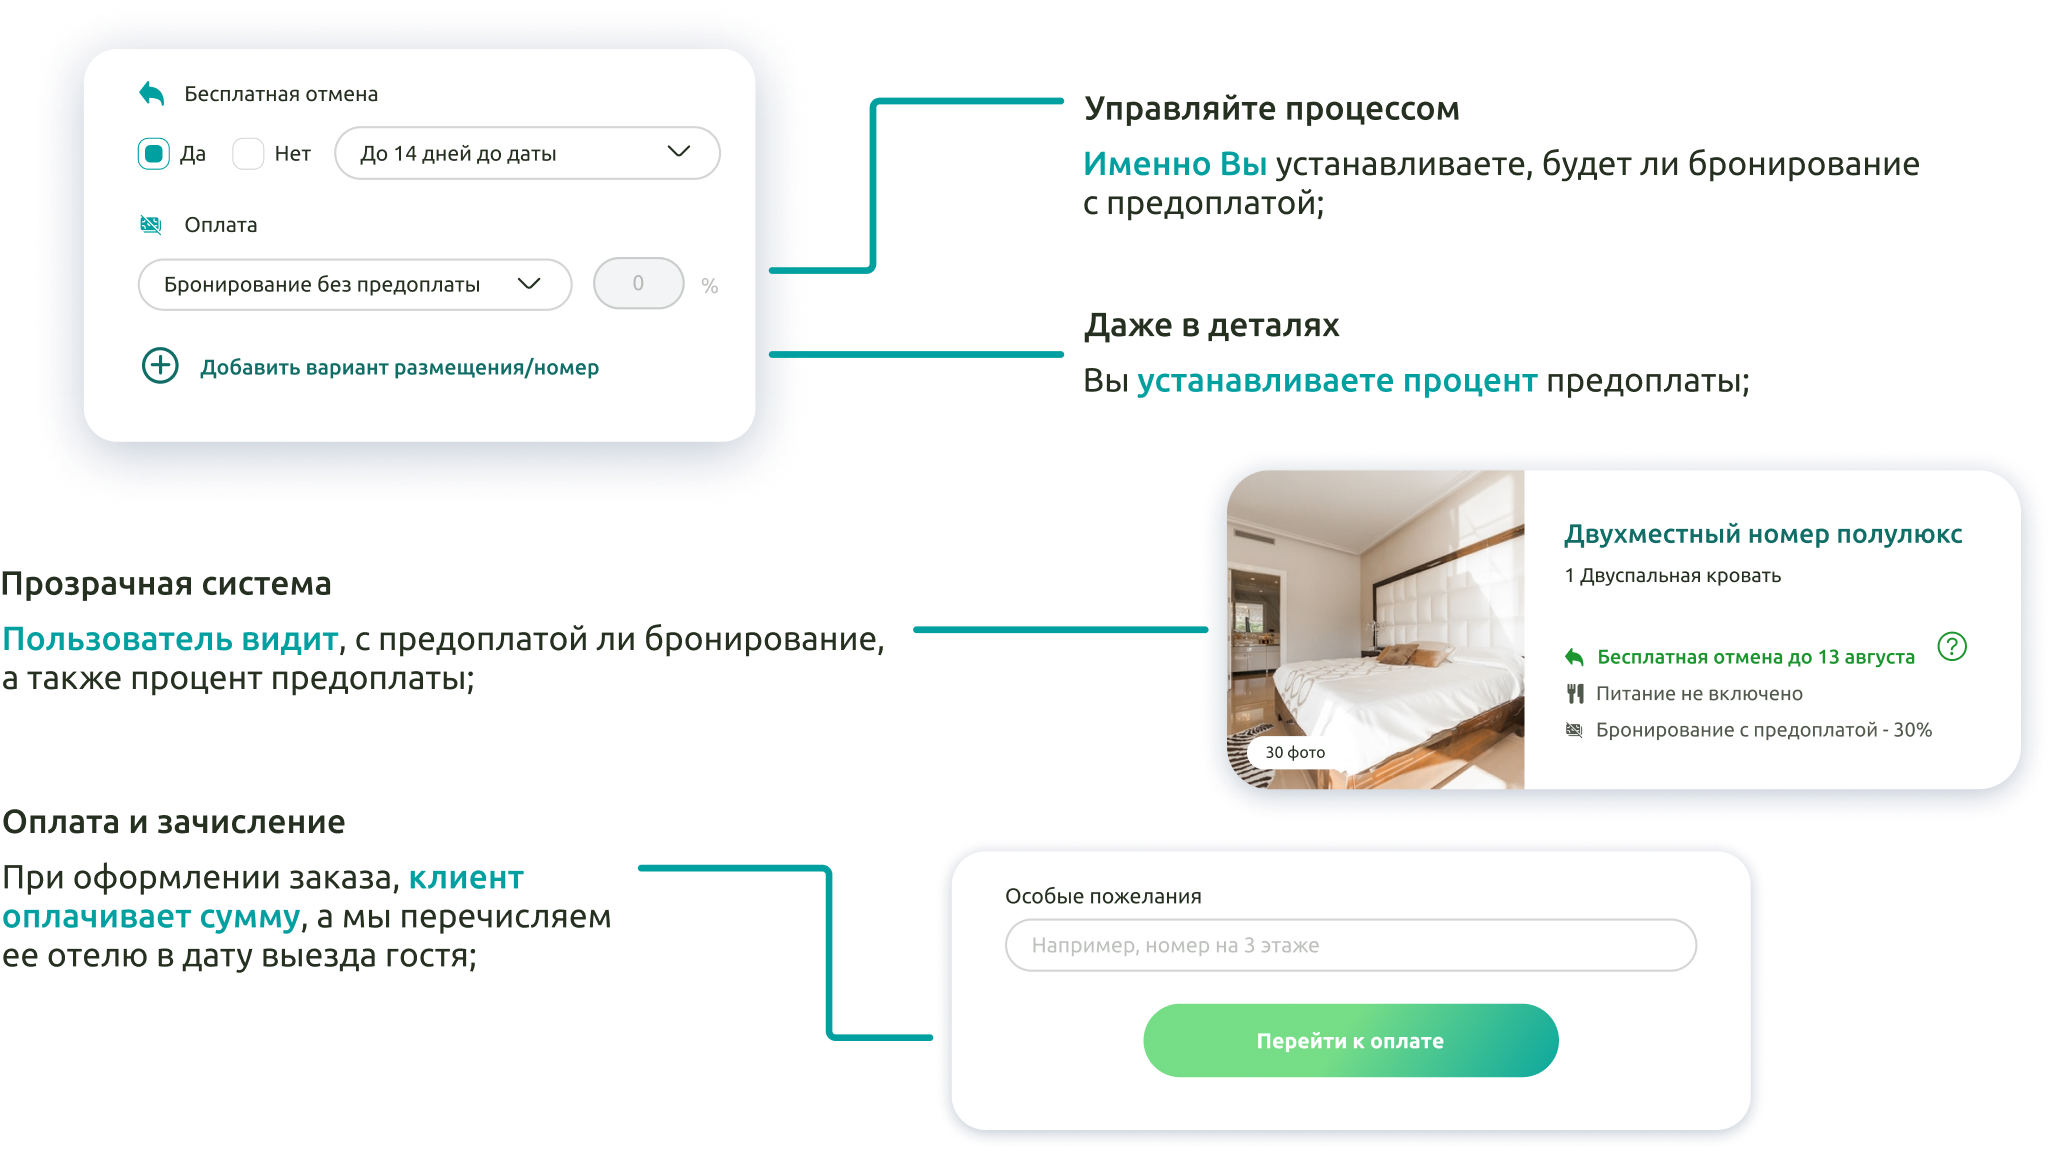 Бесплатная отмена
Да
Нет
До 14 дней до даты
Оплата
Бронирование без предоплаты
0
%
Добавить вариант размещения/номер
Управляйте процессом
Именно Вы устанавливаете, будет ли бронирование
с предоплатой;
Даже в деталях
Вы устанавливаете процент предоплаты;
Прозрачная система
Пользователь видит, с предоплатой ли бронирование,
а также процент предоплаты;
30 фото
Двухместный номер полулюкс
1 Двуспальная кровать
Бесплатная отмена до 13 августа
?
Питание не включено
Бронирование с предоплатой - 30%
Оплата и зачисление
При оформлении заказа, клиент
оплачивает сумму, а мы перечисляем
ее отелю в дату выезда гостя;
Особые пожелания
Например, номер на 3 этаже
Перейти к оплате